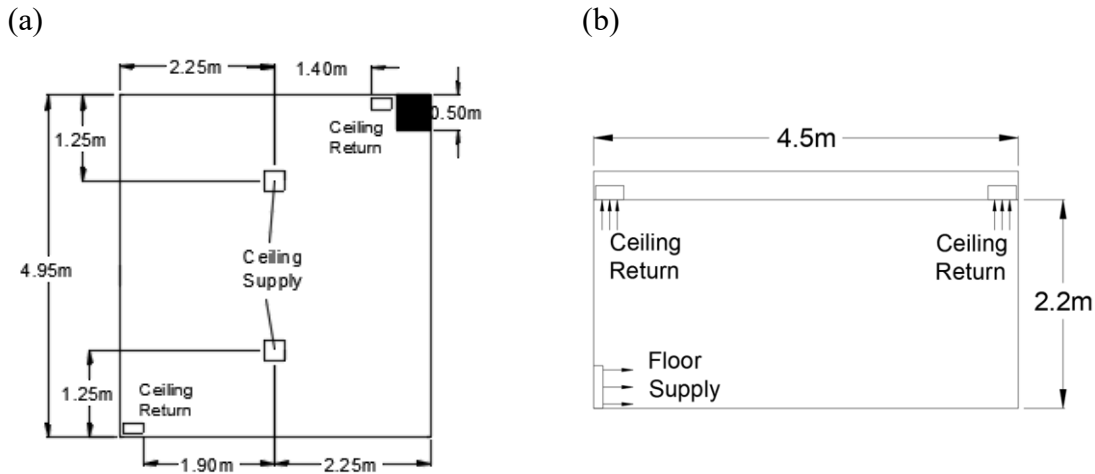 (a)
(b)
2.25m
1.40m
0.50m
1.25m
Ceiling
Return
4.95m
Ceiling
Supply
1.25m
Ceiling
Return
1.90m
2.25m
4.5m
Ceiling
Return
Ceiling
Return
2.2m
Floor
Supply